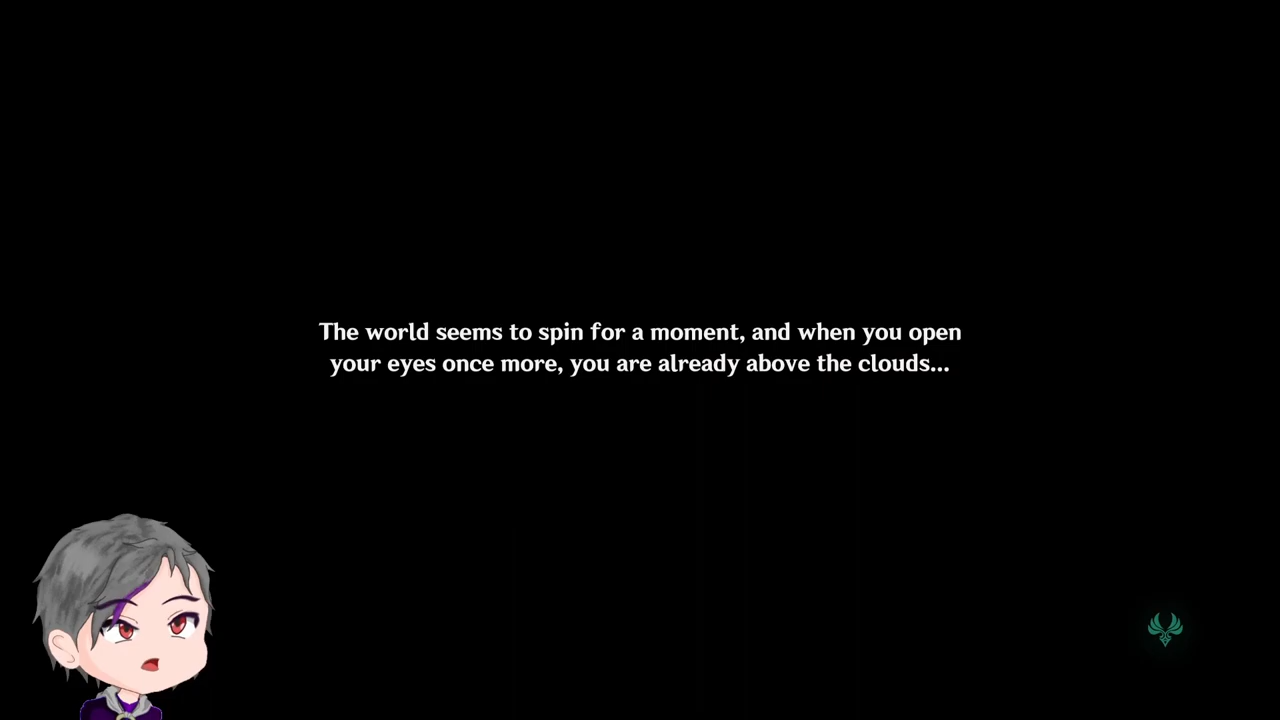 The world seems to spin for a moment, and when you open
your eyes once more, you are already above the clouds...